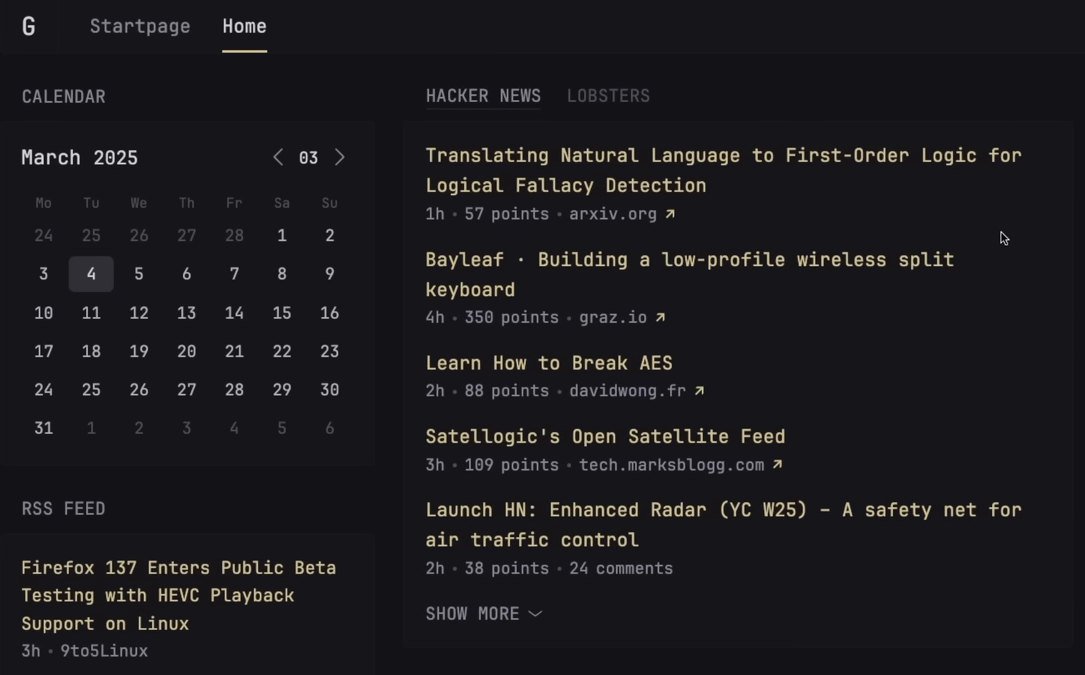 G Startpage Home
CALENDAR
March 2025 03
Mo Tu We Th Fr Sa Su
24 25 26 27 28 1 2
3 4 5 6 7 8 9
10 11 12 13 14 15 16
17 18 19 20 21 22 23
24 25 26 27 28 29 30
31 1 2 3 4 5 6
RSS FEED
Firefox 137 Enters Public Beta
Testing with HEVC Playback
Support on Linux
3h • 9to5Linux
HACKER NEWS LOBSTERS
Translating Natural Language to First-Order Logic for
Logical Fallacy Detection
1h • 57 points • arxiv.org ↗
Bayleaf · Building a low-profile wireless split
keyboard
4h • 350 points • graz.io ↗
Learn How to Break AES
2h • 88 points • davidwong.fr ↗
Satellogic's Open Satellite Feed
3h • 109 points • tech.marksblogg.com ↗
Launch HN: Enhanced Radar (YC W25) – A safety net for
air traffic control
2h • 38 points • 24 comments
SHOW MORE